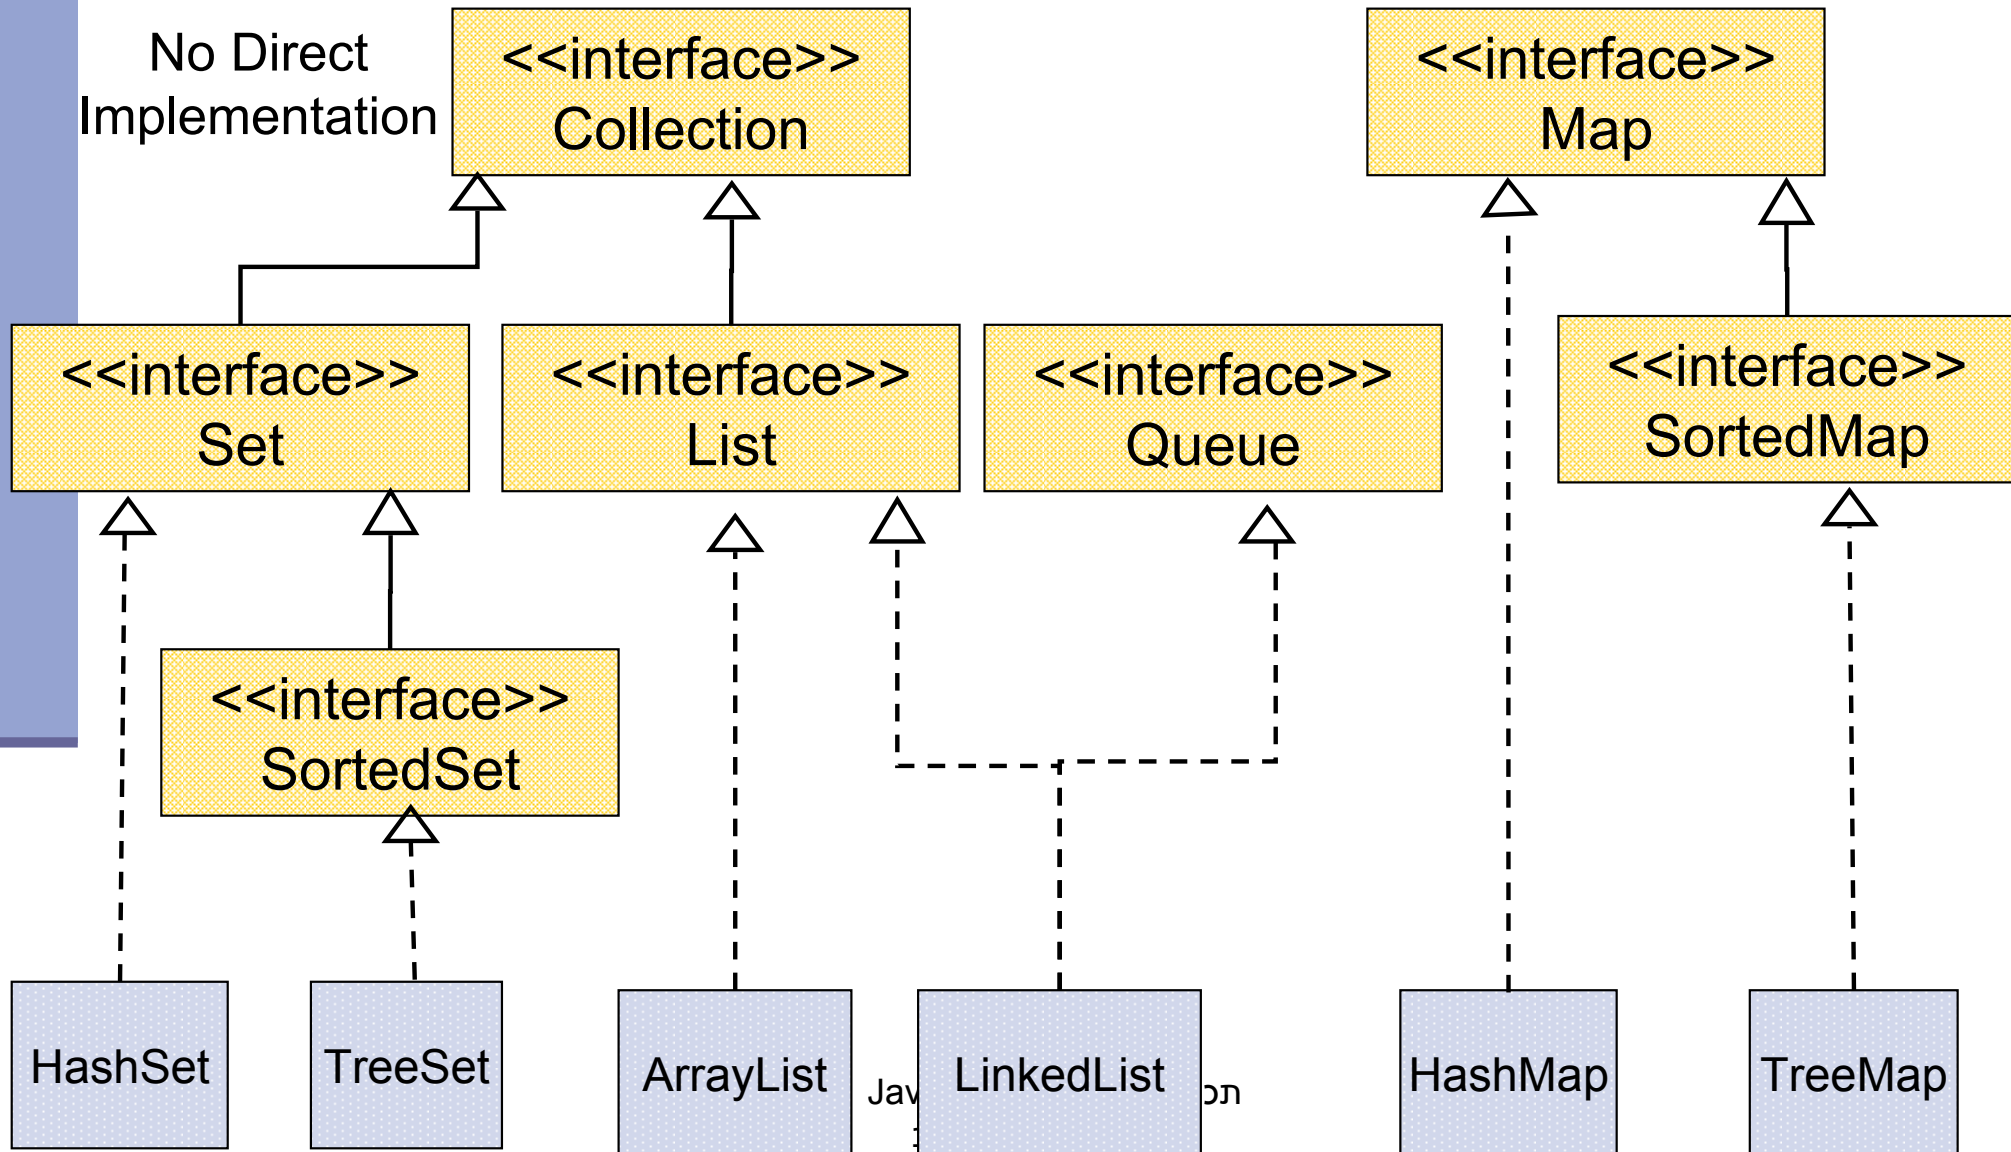 No Direct
Implementation
<<interface>>
Collection
<<interface>>
Map
<<interface>>
Set
<<interface>>
List
<<interface>>
Queue
<<interface>>
SortedMap
<<interface>>
SortedSet
HashSet
TreeSet
ArrayList
LinkedList
HashMap
TreeMap